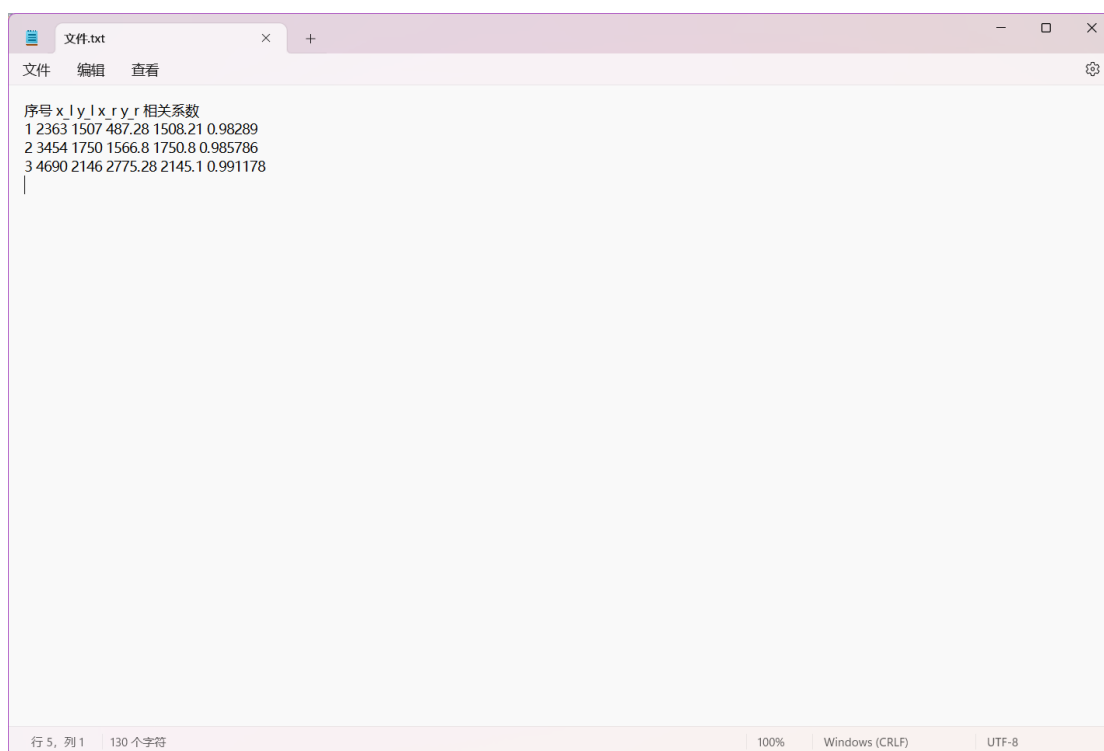 文件.txt
文件 编辑 查看
序号 x_l y_l x_r y_r 相关系数
1 2363 1507 487.28 1508.21 0.98289
2 3454 1750 1566.8 1750.8 0.985786
3 4690 2146 2775.28 2145.1 0.991178
行 5, 列 1 130 个字符 100% Windows (CRLF) UTF-8